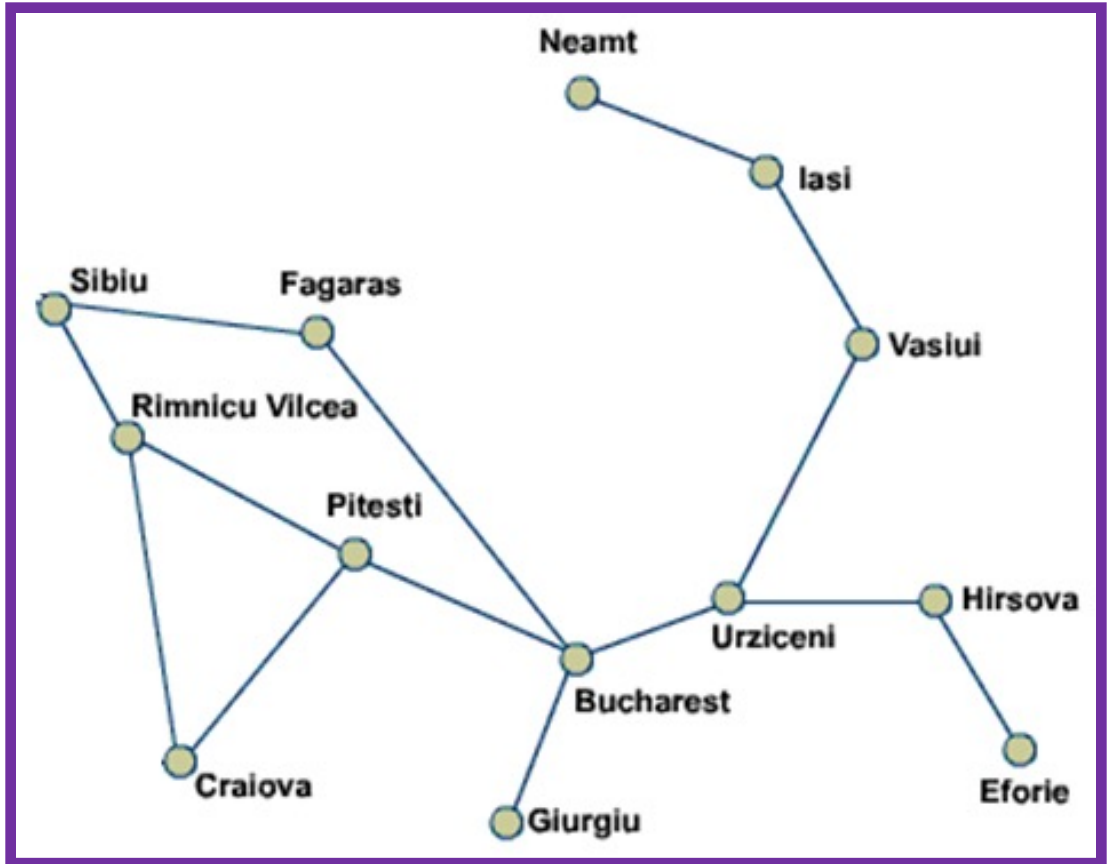 Neamt
Iasi
Sibiu
Fagaras
Vasiui
Rimnicu Vilcea
Pitesti
Hirsova
Urziceni
Bucharest
Craiova
Eforie
Giurgiu